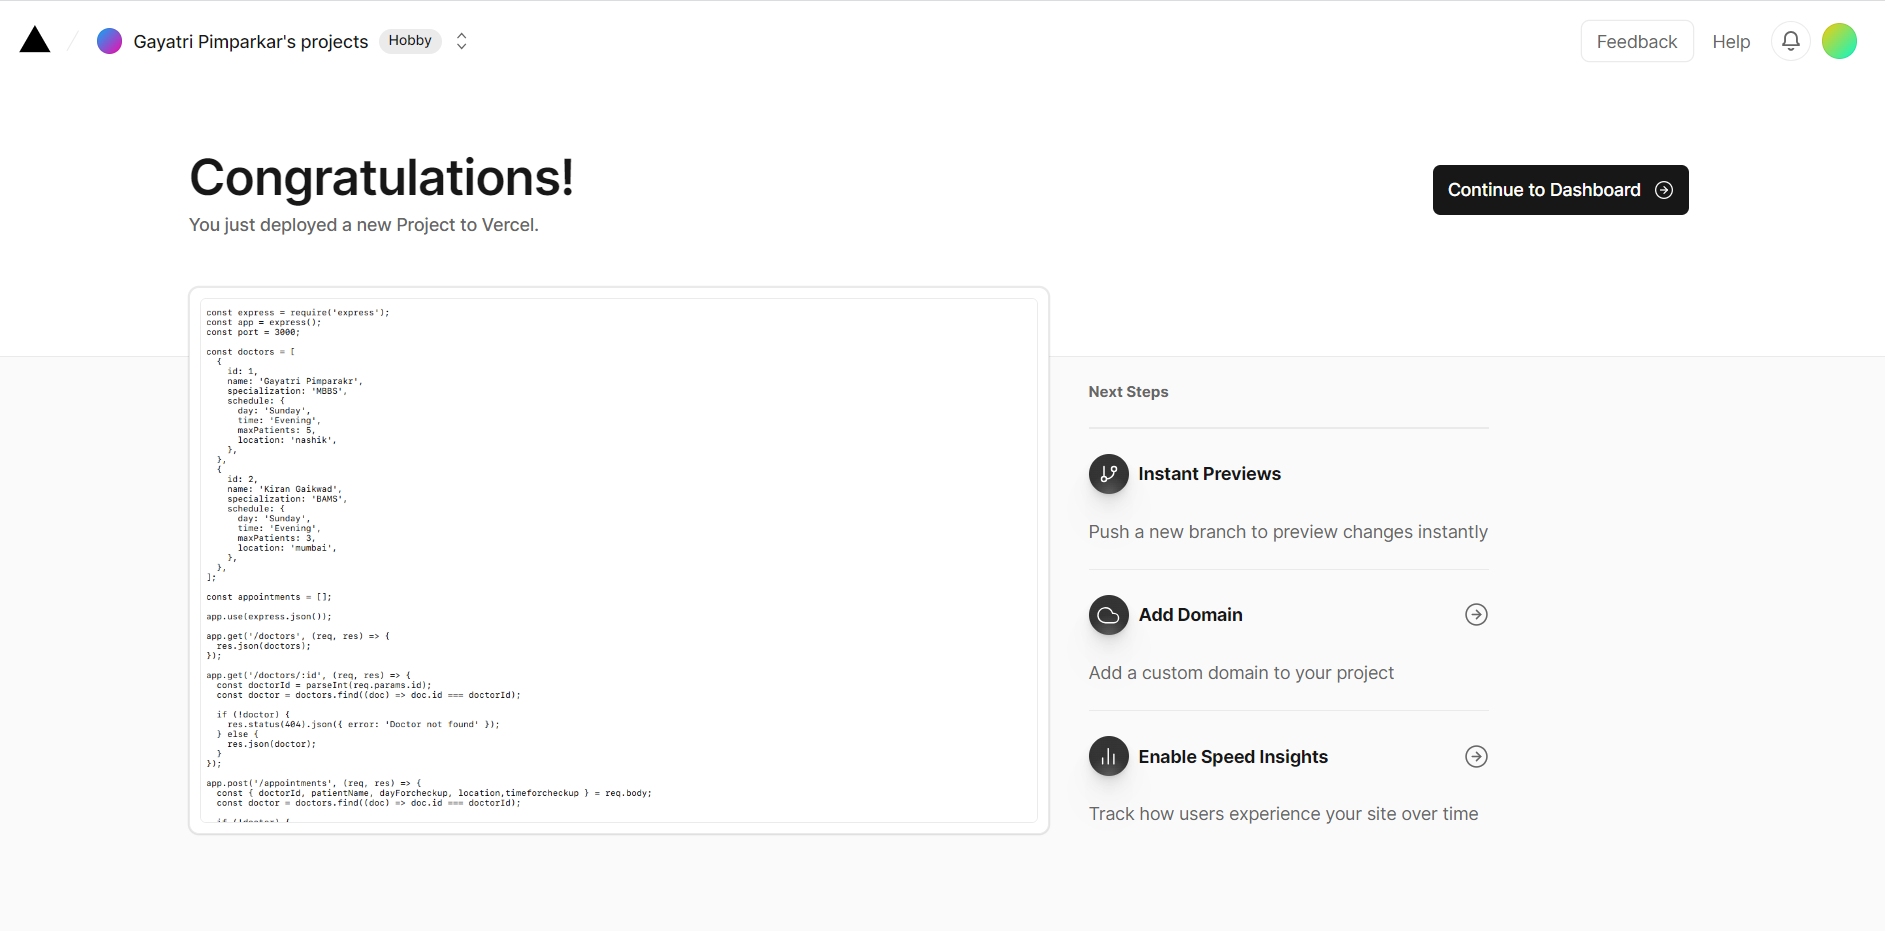 Gayatri Pimparkar's projects Hobby
Feedback Help
Congratulations!
You just deployed a new Project to Vercel.
Continue to Dashboard
const express = require('express');
const app = express();
const port = 3000;
const doctors = [
  {
    id: 1,
    name: 'Gayatri Pimparakr',
    specialization: 'MBBS',
    schedule: {
      day: 'Sunday',
      time: 'Evening',
      maxPatients: 5,
      location: 'nashik',
    },
  },
  {
    id: 2,
    name: 'Kiran Gaikwad',
    specialization: 'BAMS',
    schedule: {
      day: 'Sunday',
      time: 'Evening',
      maxPatients: 3,
      location: 'mumbai',
    },
  },
];
const appointments = [];
app.use(express.json());
app.get('/doctors', (req, res) => {
  res.json(doctors);
});
app.get('/doctors/:id', (req, res) => {
  const doctorId = parseInt(req.params.id);
  const doctor = doctors.find((doc) => doc.id === doctorId);
  if (!doctor) {
    res.status(404).json({ error: 'Doctor not found' });
  } else {
    res.json(doctor);
  }
});
app.post('/appointments', (req, res) => {
  const { doctorId, patientName, dayForcheckup, location,timeforcheckup } = req.body;
  const doctor = doctors.find((doc) => doc.id === doctorId);
  if (!doctor) {
Next Steps
Instant Previews
Push a new branch to preview changes instantly
Add Domain
Add a custom domain to your project
Enable Speed Insights
Track how users experience your site over time